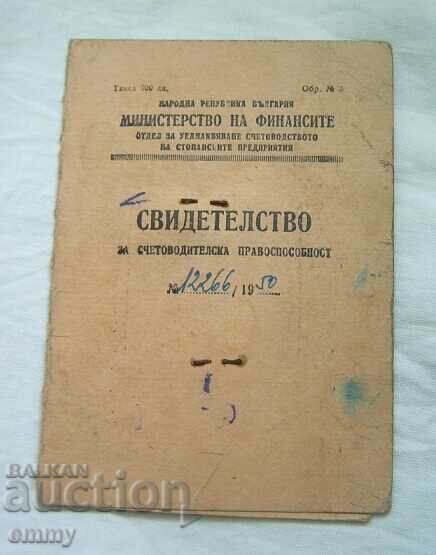 Такса 300 лв. Обр. № 3
НАРОДНА РЕПУБЛИКА БЪЛГАРИЯ
МИНИСТЕРСТВО НА ФИНАНСИТЕ
ОТДЕЛ ЗА УЕДНАКВЯВАНЕ СЧЕТОВОДСТВОТО
НА СТОПАНСКИТЕ ПРЕДПРИЯТИЯ
СВИДЕТЕЛСТВО
ЗА СЧЕТОВОДИТЕЛСКА ПРАВОСПОСОБНОСТ
№ 12266/1950
BALKAN
auction
emmy